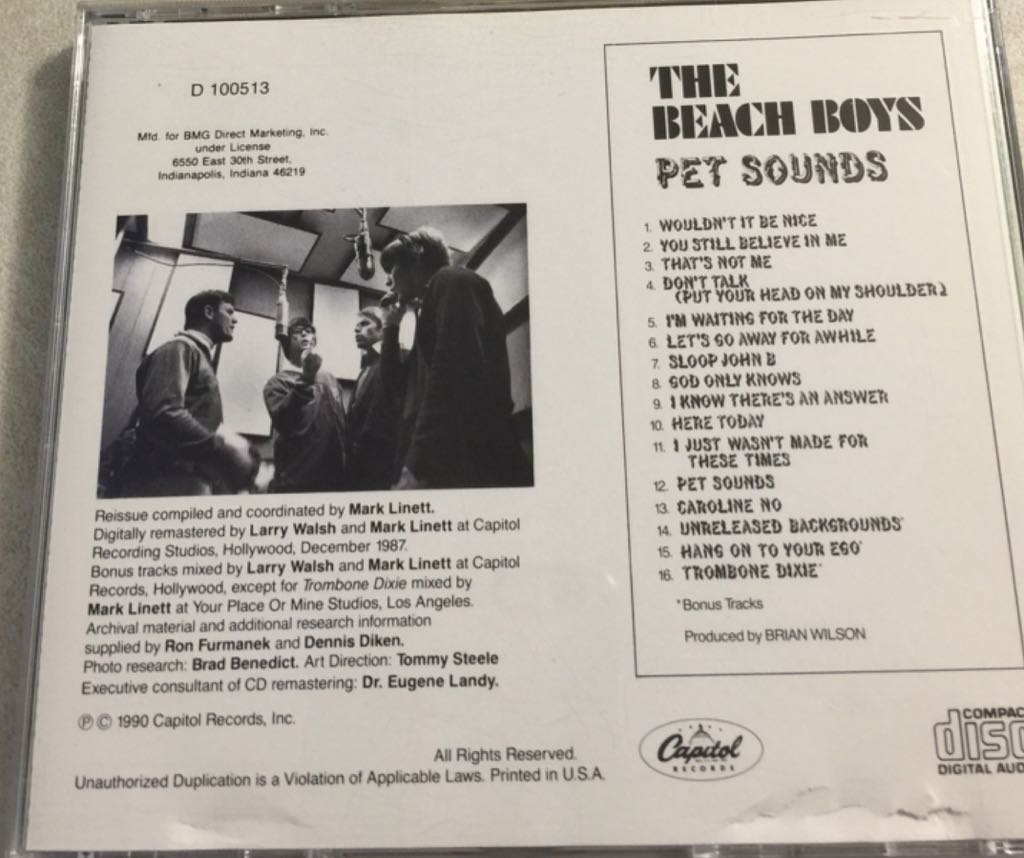 D 100513
Mfd. for BMG Direct Marketing, Inc.
under License
6550 East 30th Street,
Indianapolis, Indiana 46219
Reissue compiled and coordinated by Mark Linett.
Digitally remastered by Larry Walsh and Mark Linett at Capitol
Recording Studios, Hollywood, December 1987.
Bonus tracks mixed by Larry Walsh and Mark Linett at Capitol
Records, Hollywood, except for Trombone Dixie mixed by
Mark Linett at Your Place Or Mine Studios, Los Angeles.
Archival material and additional research information
supplied by Ron Furmanek and Dennis Diken.
Photo research: Brad Benedict. Art Direction: Tommy Steele
Executive consultant of CD remastering: Dr. Eugene Landy.
℗ © 1990 Capitol Records, Inc.
All Rights Reserved.
Unauthorized Duplication is a Violation of Applicable Laws. Printed in U.S.A.
THE
BEACH BOYS
PET SOUNDS
1. WOULDN'T IT BE NICE
2. YOU STILL BELIEVE IN ME
3. THAT'S NOT ME
4. DON'T TALK
(PUT YOUR HEAD ON MY SHOULDER)
5. I'M WAITING FOR THE DAY
6. LET'S GO AWAY FOR AWHILE
7. SLOOP JOHN B
8. GOD ONLY KNOWS
9. I KNOW THERE'S AN ANSWER
10. HERE TODAY
11. I JUST WASN'T MADE FOR
THESE TIMES
12. PET SOUNDS
13. CAROLINE NO
14. UNRELEASED BACKGROUNDS*
15. HANG ON TO YOUR EGO*
16. TROMBONE DIXIE*
*Bonus Tracks
Produced by BRIAN WILSON
Capitol
RECORDS
COMPAC
disc
DIGITAL AUD